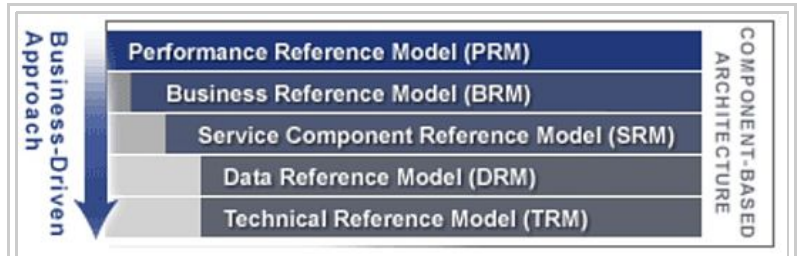 Business-Driven
Approach
Performance Reference Model (PRM)
Business Reference Model (BRM)
Service Component Reference Model (SRM)
Data Reference Model (DRM)
Technical Reference Model (TRM)
COMPONENT-BASED
ARCHITECTURE